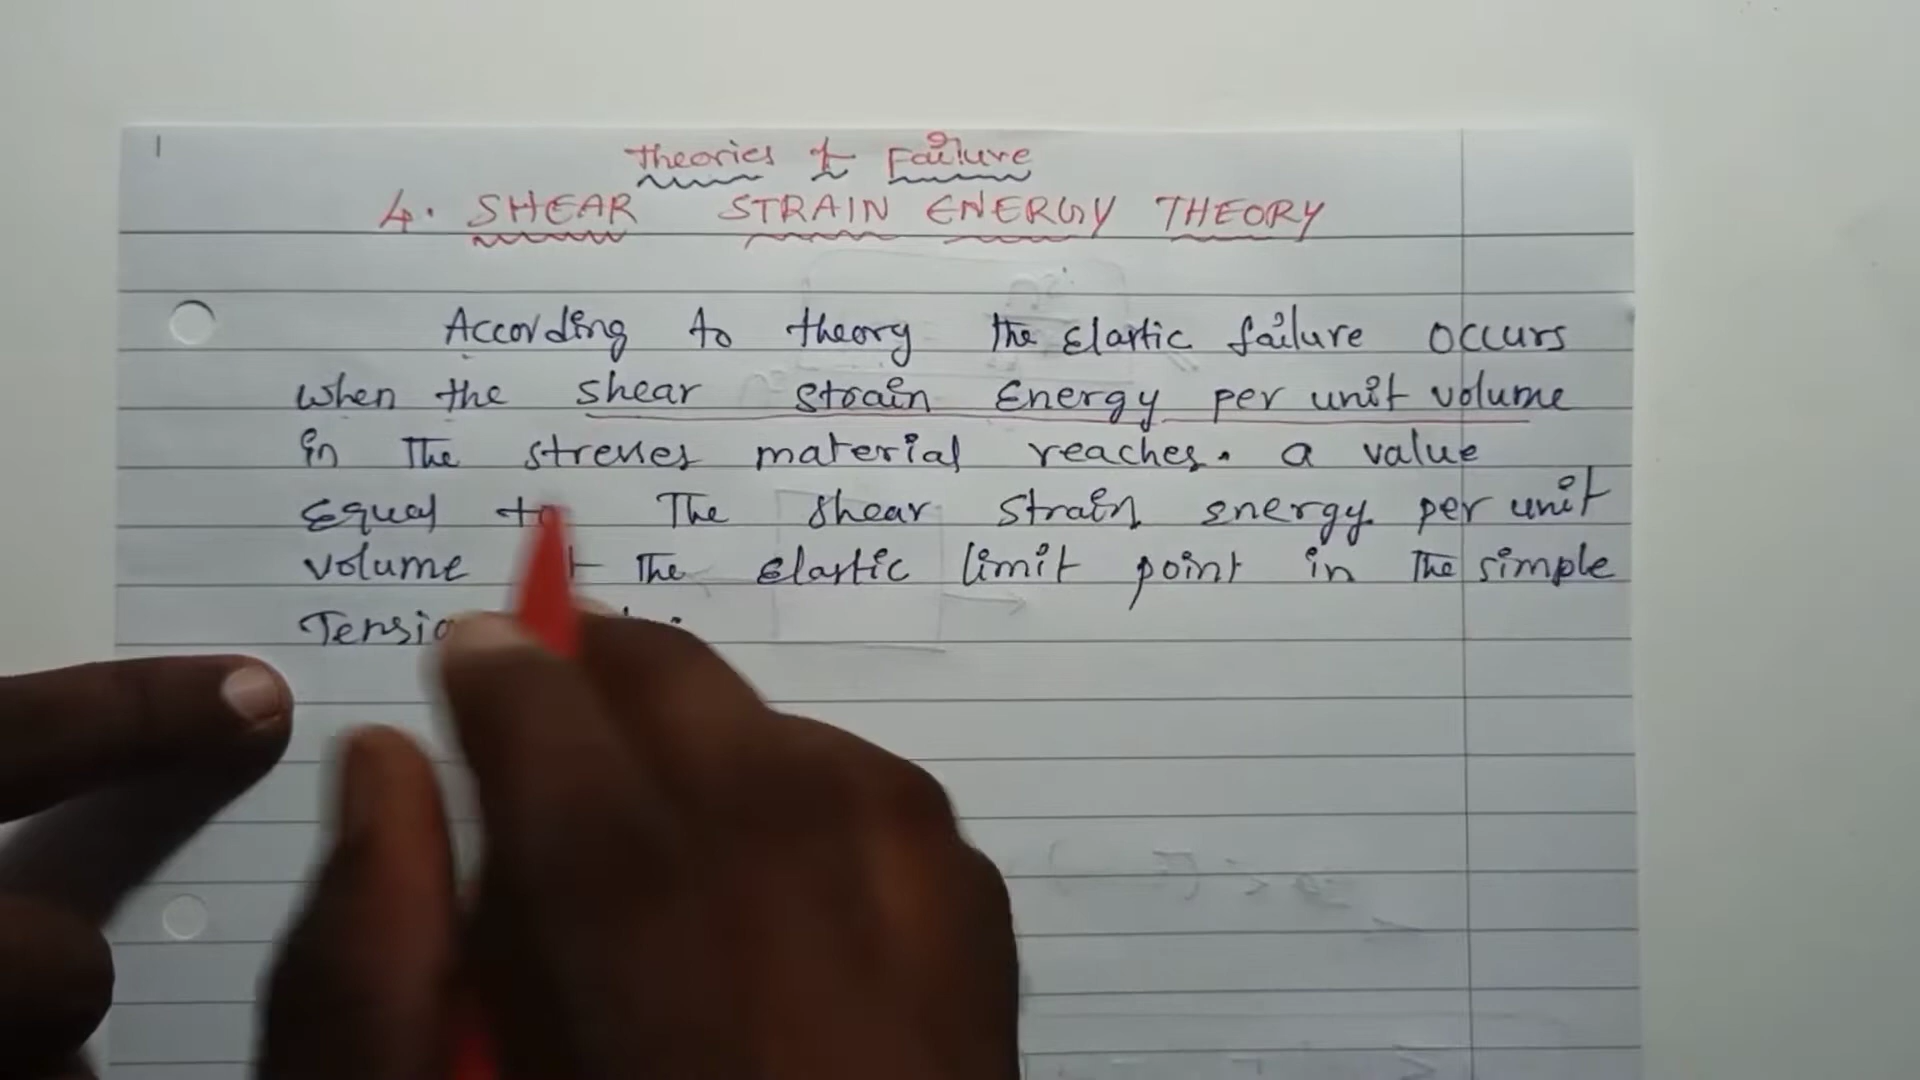 1
Theories of Failure
4. SHEAR STRAIN ENERGY THEORY
According to theory the Elastic failure occurs
when the shear strain Energy per unit volume
in The stresses material reaches. a value
Equal to The shear strain energy per unit
volume The Elastic limit point in The simple